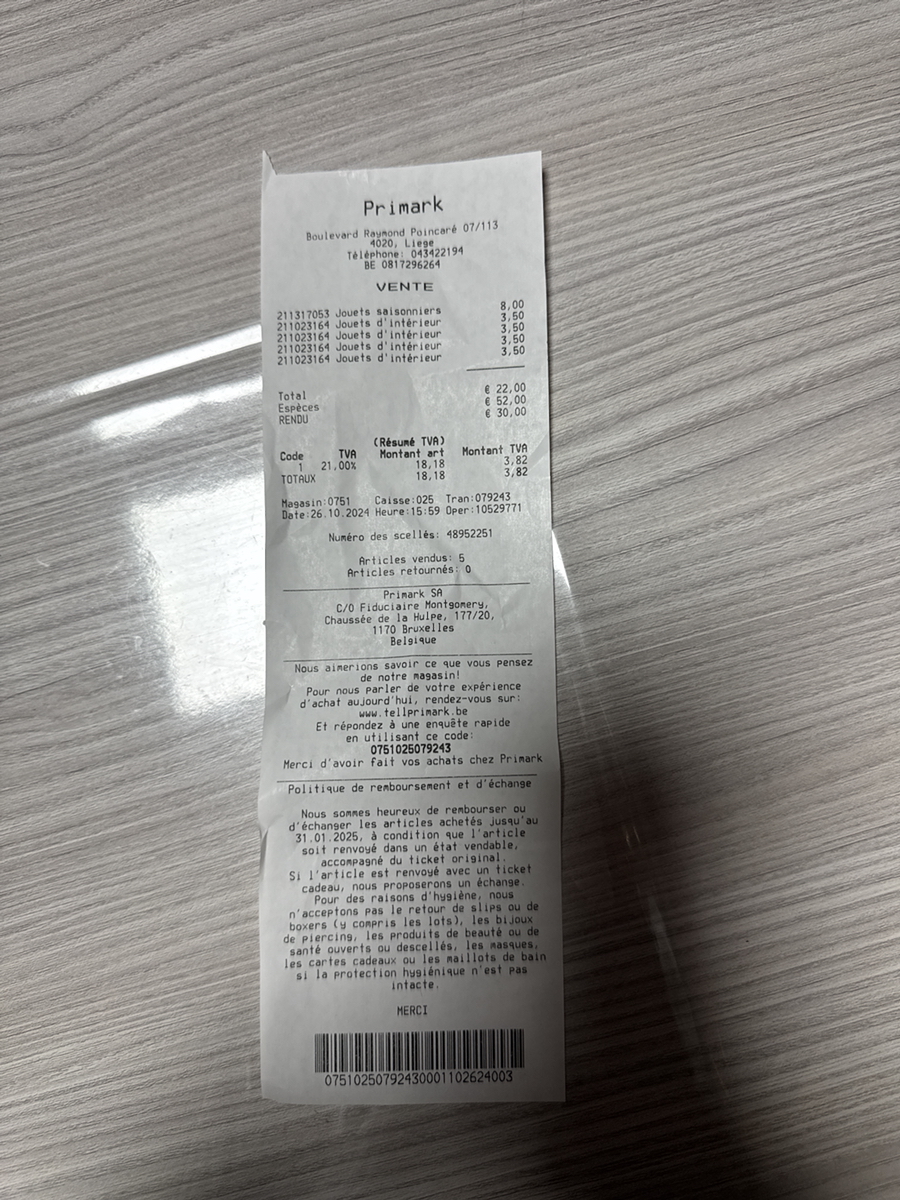 Primark
Boulevard Raymond Poincaré 07/113
4020, Liege
Téléphone: 043422194
BE 0817296264
VENTE
211317053 Jouets saisonniers 8,00
211023164 Jouets d'intérieur 3,50
211023164 Jouets d'intérieur 3,50
211023164 Jouets d'intérieur 3,50
211023164 Jouets d'intérieur 3,50
Total € 22,00
Espèces € 52,00
RENDU € 30,00
(Résumé TVA)
Code TVA Montant art Montant TVA
1 21,00% 18,18 3,82
TOTAUX 18,18 3,82
Magasin:0751 Caisse:025 Tran:079243
Date:26.10.2024 Heure:15:59 Oper:10529771
Numéro des scellés: 48952251
Articles vendus: 5
Articles retournés: 0
Primark SA
C/O Fiduciaire Montgomery,
Chaussée de la Hulpe, 177/20,
1170 Bruxelles
Belgique
Nous aimerions savoir ce que vous pensez
de notre magasin!
Pour nous parler de votre expérience
d'achat aujourd'hui, rendez-vous sur:
www.tellprimark.be
Et répondez à une enquête rapide
en utilisant ce code:
0751025079243
Merci d'avoir fait vos achats chez Primark
Politique de remboursement et d'échange
Nous sommes heureux de rembourser ou
d'échanger les articles achetés jusqu'au
31.01.2025, à condition que l'article
soit renvoyé dans un état vendable,
accompagné du ticket original.
Si l'article est renvoyé avec un ticket
cadeau, nous proposerons un échange.
Pour des raisons d'hygiène, nous
n'acceptons pas le retour de slips ou de
boxers (y compris les lots), les bijoux
de piercing, les produits de beauté ou de
santé ouverts ou descellés, les masques,
les cartes cadeaux ou les maillots de bain
si la protection hygiénique n'est pas
intacte.
MERCI
07510250792430001102624003